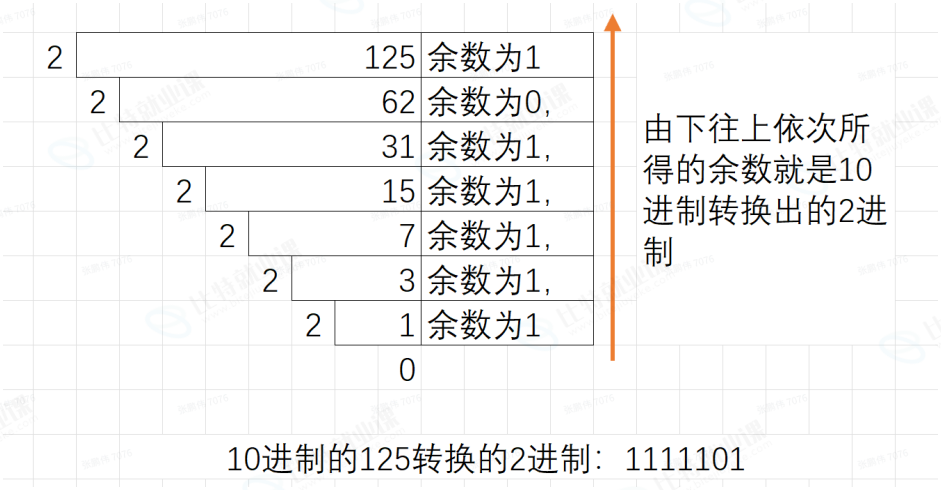 2 125 余数为1
2 62 余数为0,
2 31 余数为1,
2 15 余数为1,
2 7 余数为1,
2 3 余数为1,
2 1 余数为1
0
由下往上依次所
得的余数就是10
进制转换出的2进
制
10进制的125转换的2进制：1111101